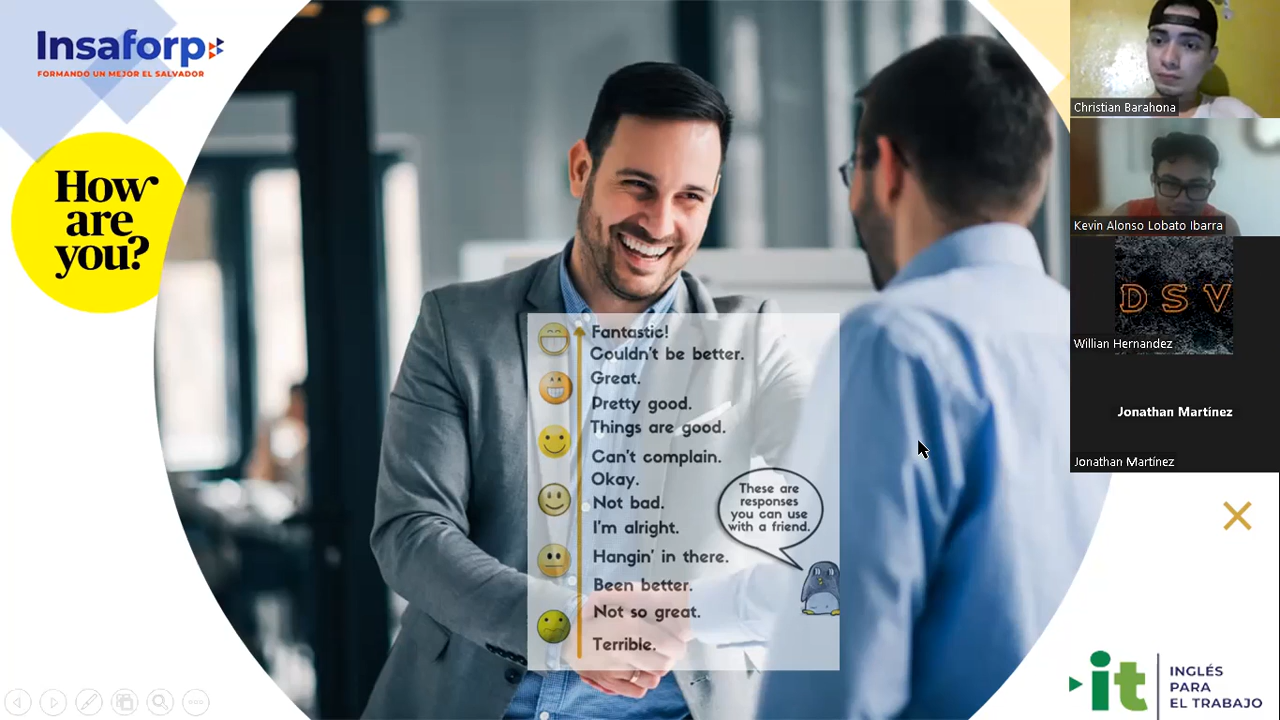 Insaforp
FORMANDO UN MEJOR EL SALVADOR
How
are
you?
Fantastic!
Couldn't be better.
Great.
Pretty good.
Things are good.
Can't complain.
Okay.
Not bad.
I'm alright.
Hangin' in there.
Been better.
Not so great.
Terrible.
These are
responses
you can use
with a friend.
Christian Barahona
Kevin Alonso Lobato Ibarra
DSV
Willian Hernandez
Jonathan Martínez
Jonathan Martínez
it
INGLÉS
PARA
EL TRABAJO